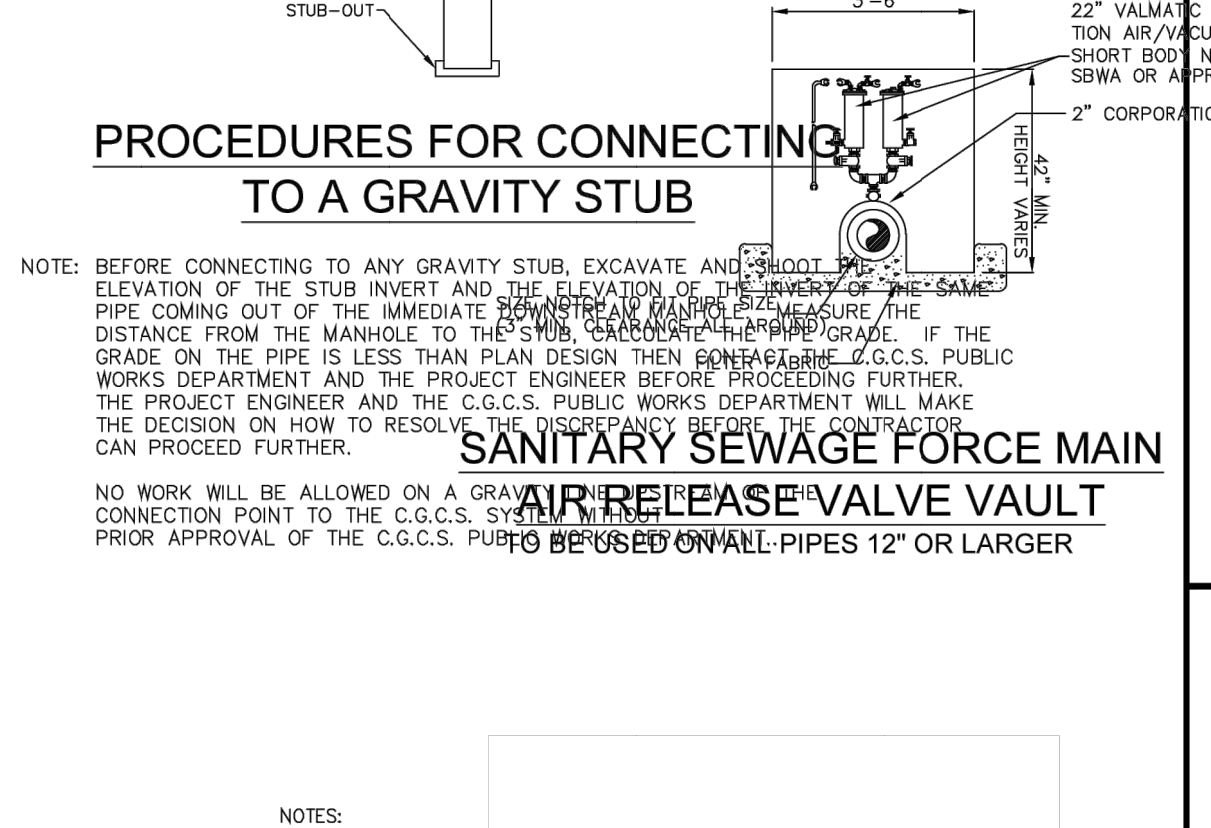 STUB-OUT
3'-6"
22" VALMATIC
TION AIR/VACU
SHORT BODY N
SBWA OR APPR
2" CORPORATIO
42" MIN.
HEIGHT VARIES
PROCEDURES FOR CONNECTING
TO A GRAVITY STUB
NOTE: BEFORE CONNECTING TO ANY GRAVITY STUB, EXCAVATE AND SHOOT THE
ELEVATION OF THE STUB INVERT AND THE ELEVATION OF THE INVERT OF THE SAME
PIPE COMING OUT OF THE IMMEDIATE DOWNSTREAM MANHOLE. MEASURE THE
DISTANCE FROM THE MANHOLE TO THE STUB, CALCULATE THE PIPE GRADE. IF THE
GRADE ON THE PIPE IS LESS THAN PLAN DESIGN THEN CONTACT THE C.G.C.S. PUBLIC
WORKS DEPARTMENT AND THE PROJECT ENGINEER BEFORE PROCEEDING FURTHER.
THE PROJECT ENGINEER AND THE C.G.C.S. PUBLIC WORKS DEPARTMENT WILL MAKE
THE DECISION ON HOW TO RESOLVE THE DISCREPANCY BEFORE THE CONTRACTOR
CAN PROCEED FURTHER.
NO WORK WILL BE ALLOWED ON A GRAVITY LINE UPSTREAM OF THE
CONNECTION POINT TO THE C.G.C.S. SYSTEM WITHOUT
PRIOR APPROVAL OF THE C.G.C.S. PUBLIC WORKS DEPARTMENT..
SIZE NOTCH TO FIT PIPE SIZE
(3" MIN. CLEARANCE ALL AROUND)
FILTER FABRIC
SANITARY SEWAGE FORCE MAIN
AIR RELEASE VALVE VAULT
TO BE USED ON ALL PIPES 12" OR LARGER
NOTES: